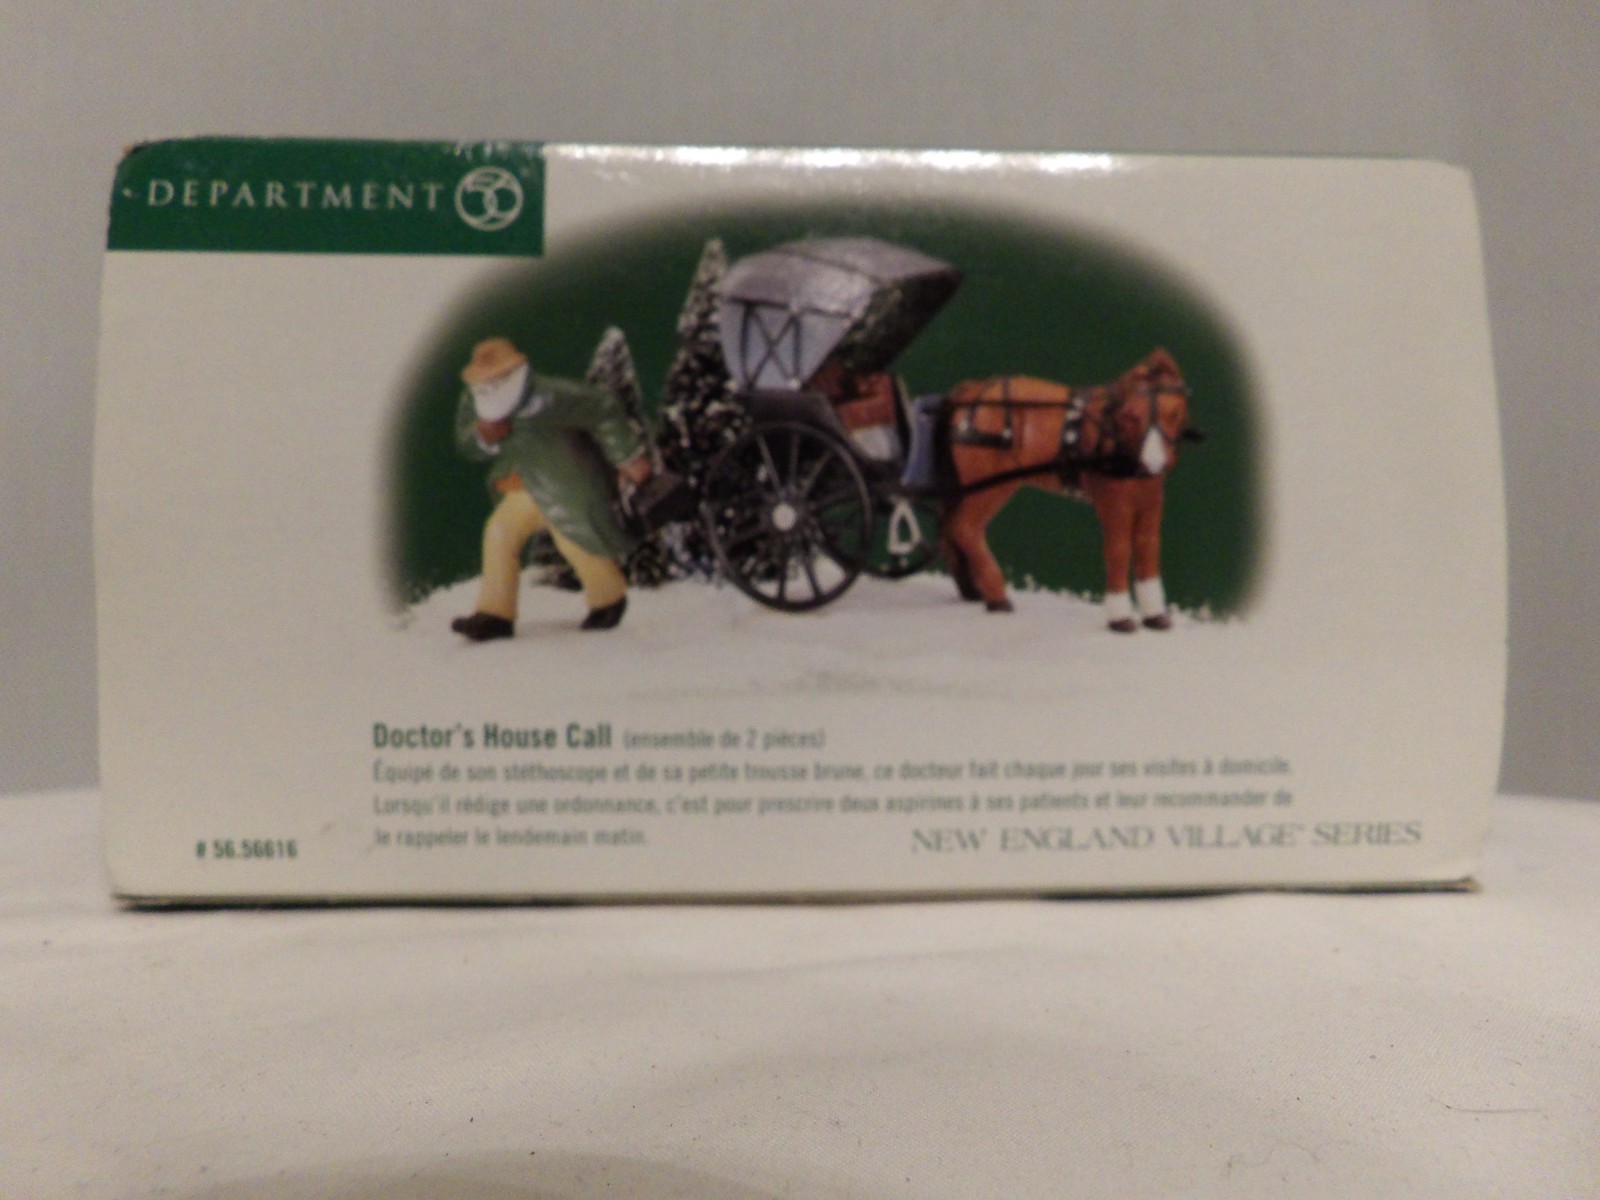 DEPARTMENT 56
Doctor's House Call (ensemble de 2 pièces)
Équipé de son stéthoscope et de sa petite trousse brune, ce docteur fait chaque jour ses visites à domicile.
Lorsqu'il rédige une ordonnance, c'est pour prescrire deux aspirines à ses patients et leur recommander de
le rappeler le lendemain matin.
NEW ENGLAND VILLAGE™ SERIES
# 56.56616